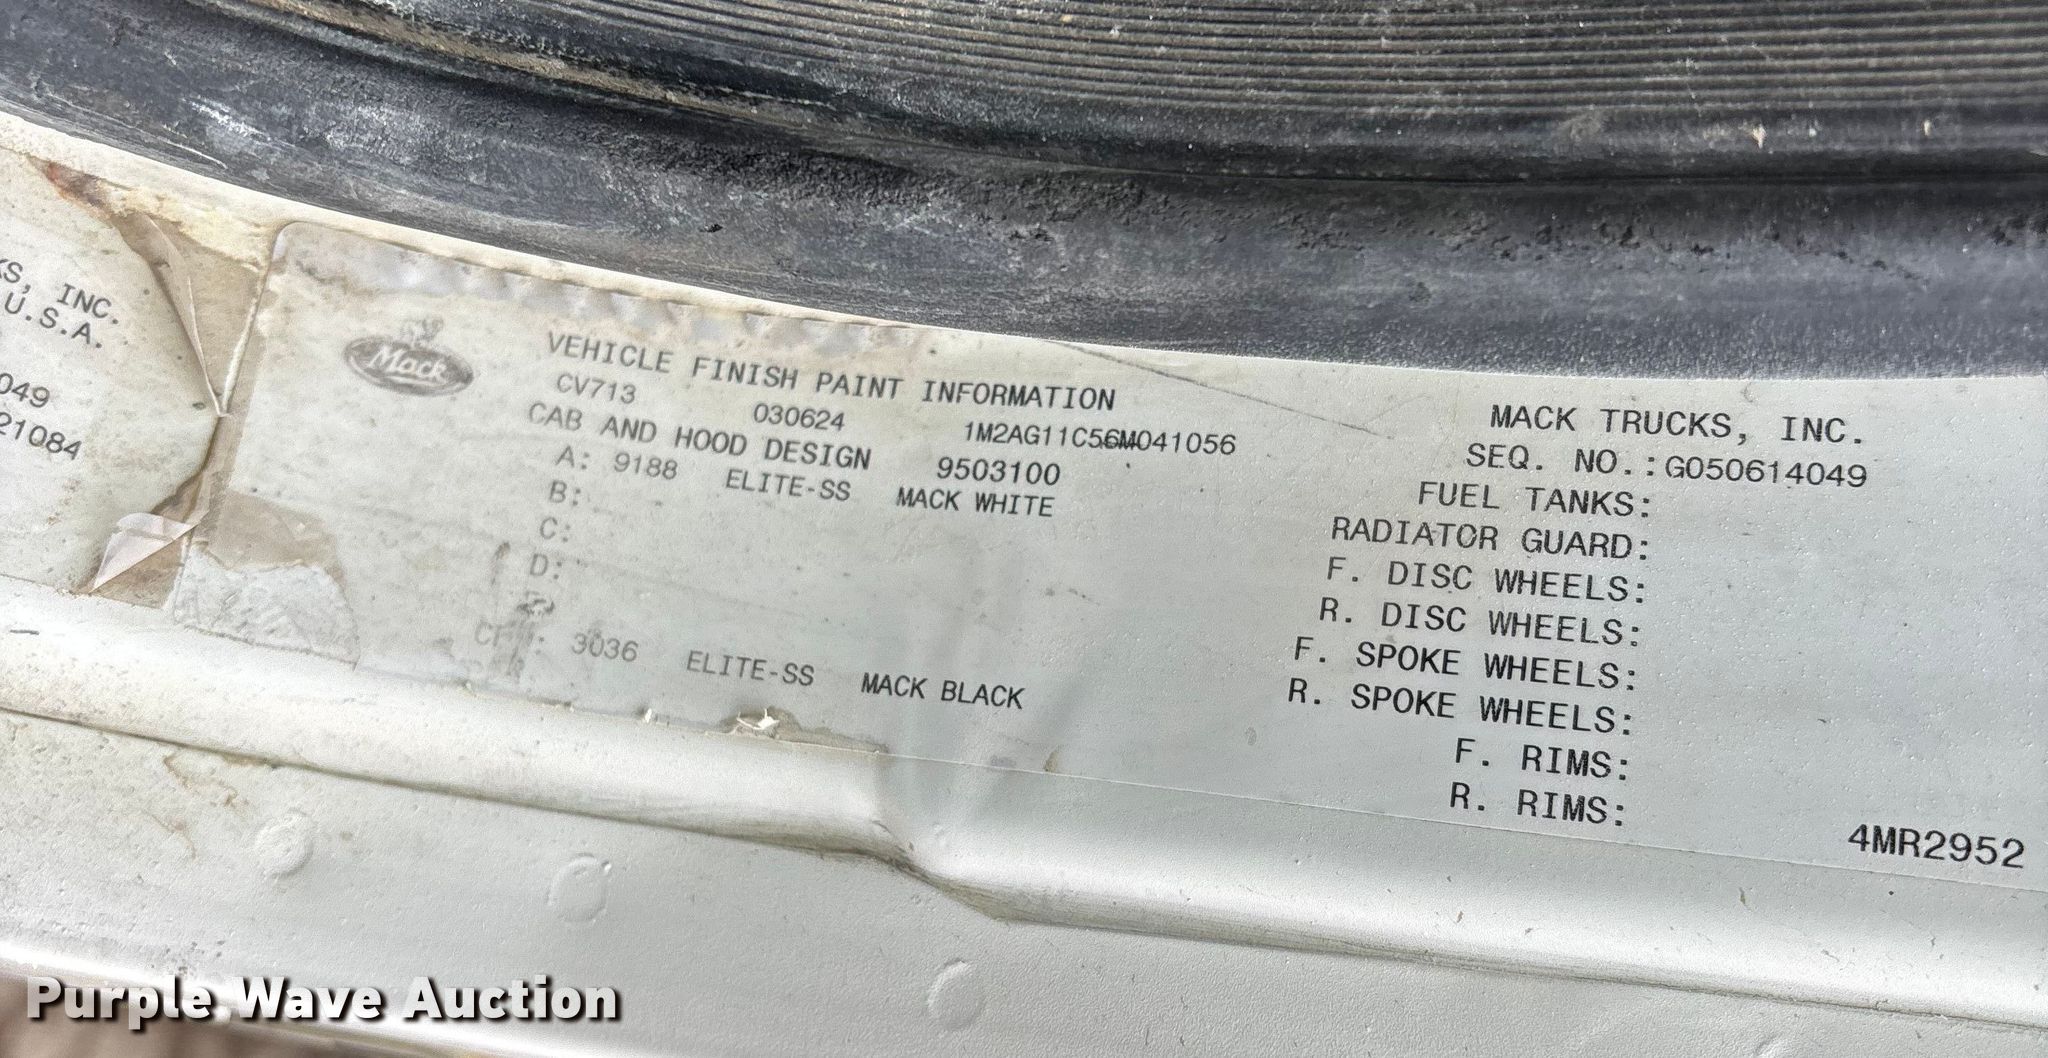 KS, INC.
U.S.A.
049
21084
Mack
VEHICLE FINISH PAINT INFORMATION
CV713 030624 1M2AG11C56M041056
CAB AND HOOD DESIGN 9503100
A: 9188 ELITE-SS MACK WHITE
B:
C:
D:
3036 ELITE-SS MACK BLACK
MACK TRUCKS, INC.
SEQ. NO.:G050614049
FUEL TANKS:
RADIATOR GUARD:
F. DISC WHEELS:
R. DISC WHEELS:
F. SPOKE WHEELS:
R. SPOKE WHEELS:
F. RIMS:
R. RIMS:
4MR2952
Purple Wave Auction